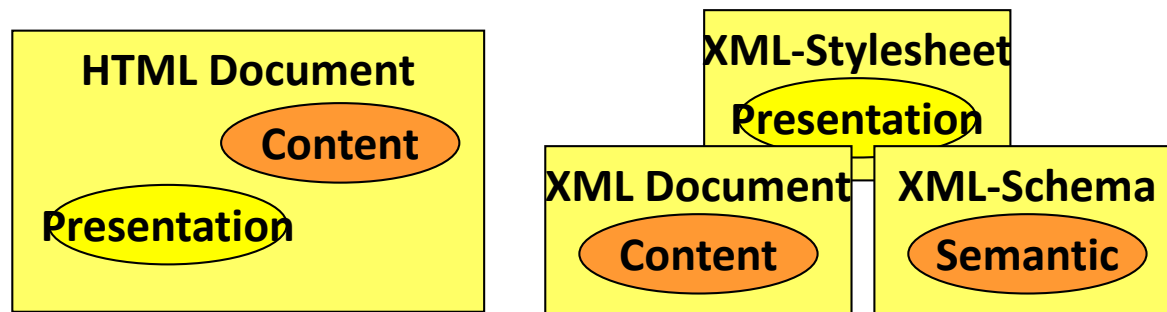 HTML Document
Content
Presentation
XML-Stylesheet
Presentation
XML Document
Content
XML-Schema
Semantic